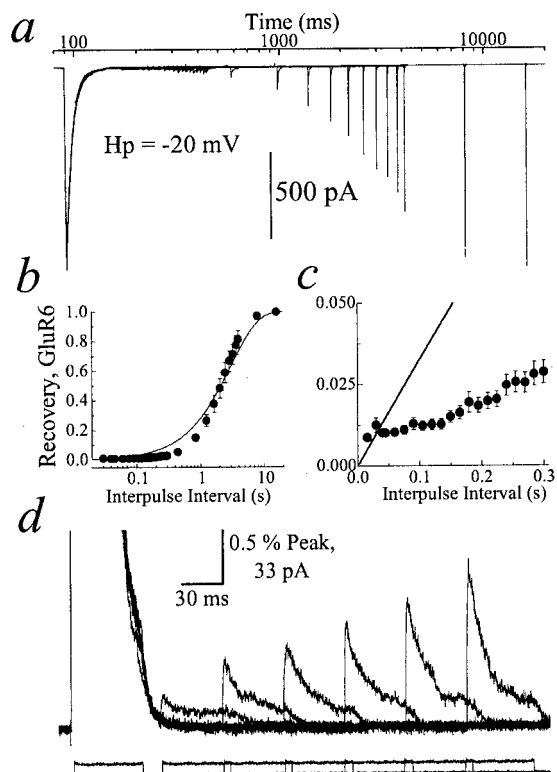 a
Time (ms)
100 1000 10000
Hp = -20 mV
500 pA
b
Recovery, GluR6
1.0
0.8
0.6
0.4
0.2
0.0
0.1 1 10
Interpulse Interval (s)
c
0.050
0.025
0.000
0.0 0.1 0.2 0.3
Interpulse Interval (s)
d
0.5 % Peak,
33 pA
30 ms